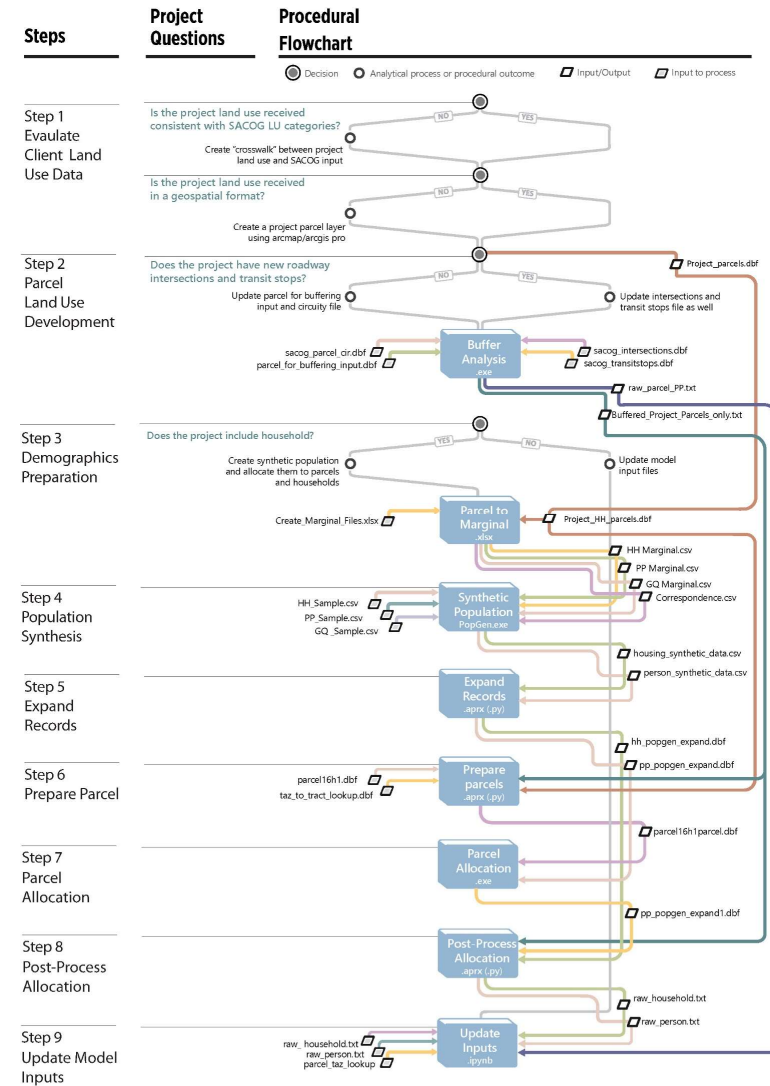 Steps
Project
Questions
Procedural
Flowchart
Decision
Analytical process or procedural outcome
Input/Output
Input to process
Step 1
Evaulate
Client Land
Use Data
Is the project land use received
consistent with SACOG LU categories?
NO
YES
Create "crosswalk" between project
land use and SACOG input
Is the project land use received
in a geospatial format?
NO
YES
Create a project parcel layer
using arcmap/arcgis pro
Step 2
Parcel
Land Use
Development
Does the project have new roadway
intersections and transit stops?
NO
YES
Project_parcels.dbf
Update parcel for buffering
input and circuity file
Update intersections and
transit stops file as well
Buffer
Analysis
.exe
sacog_parcel_cir.dbf
parcel_for_buffering_input.dbf
sacog_intersections.dbf
sacog_transitstops.dbf
raw_parcel_PP.txt
Buffered_Project_Parcels_only.txt
Step 3
Demographics
Preparation
Does the project include household?
YES
NO
Create synthetic population
and allocate them to parcels
and households
Update model
input files
Parcel to
Marginal
.xlsx
Create_Marginal_Files.xlsx
Project_HH_parcels.dbf
HH Marginal.csv
PP Marginal.csv
GQ Marginal.csv
Correspondence.csv
Step 4
Population
Synthesis
HH_Sample.csv
PP_Sample.csv
GQ _Sample.csv
Synthetic
Population
PopGen.exe
housing_synthetic_data.csv
person_synthetic_data.csv
Step 5
Expand
Records
Expand
Records
.aprx (.py)
hh_popgen_expand.dbf
pp_popgen_expand.dbf
Step 6
Prepare Parcel
parcel16h1.dbf
taz_to_tract_lookup.dbf
Prepare
parcels
.aprx (.py)
parcel16h1parcel.dbf
Step 7
Parcel
Allocation
Parcel
Allocation
.exe
pp_popgen_expand1.dbf
Step 8
Post-Process
Allocation
Post-Process
Allocation
.aprx (.py)
raw_household.txt
raw_person.txt
Step 9
Update Model
Inputs
raw_ household.txt
raw_person.txt
parcel_taz_lookup
Update
Inputs
.ipynb